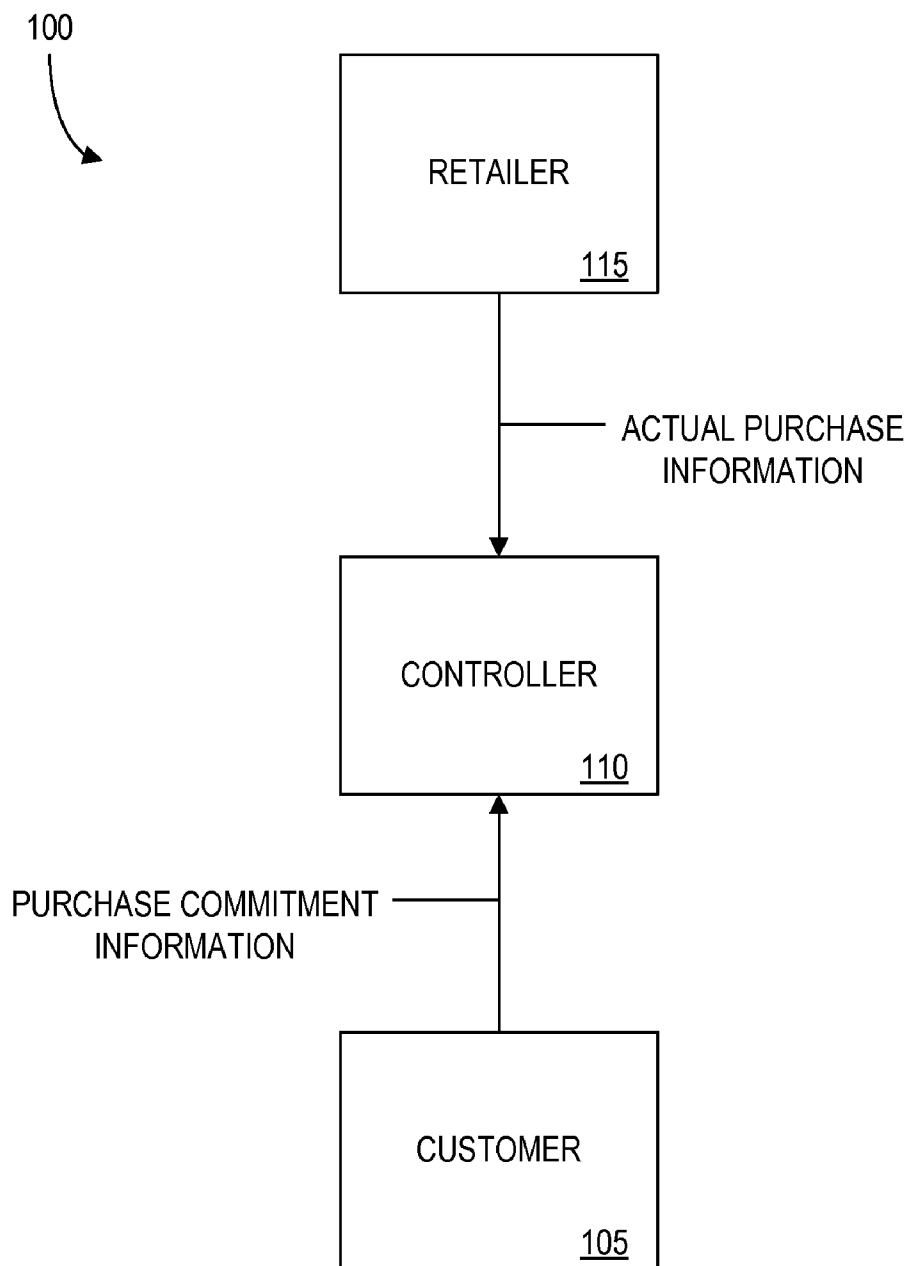 100
RETAILER
115
ACTUAL PURCHASE
INFORMATION
CONTROLLER
110
PURCHASE COMMITMENT
INFORMATION
CUSTOMER
105